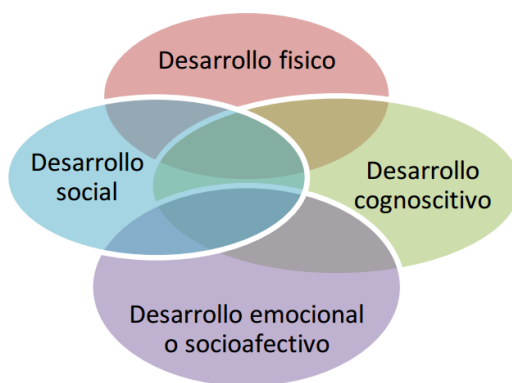 Desarrollo fisico
Desarrollo
social
Desarrollo
cognoscitivo
Desarrollo emocional
o socioafectivo